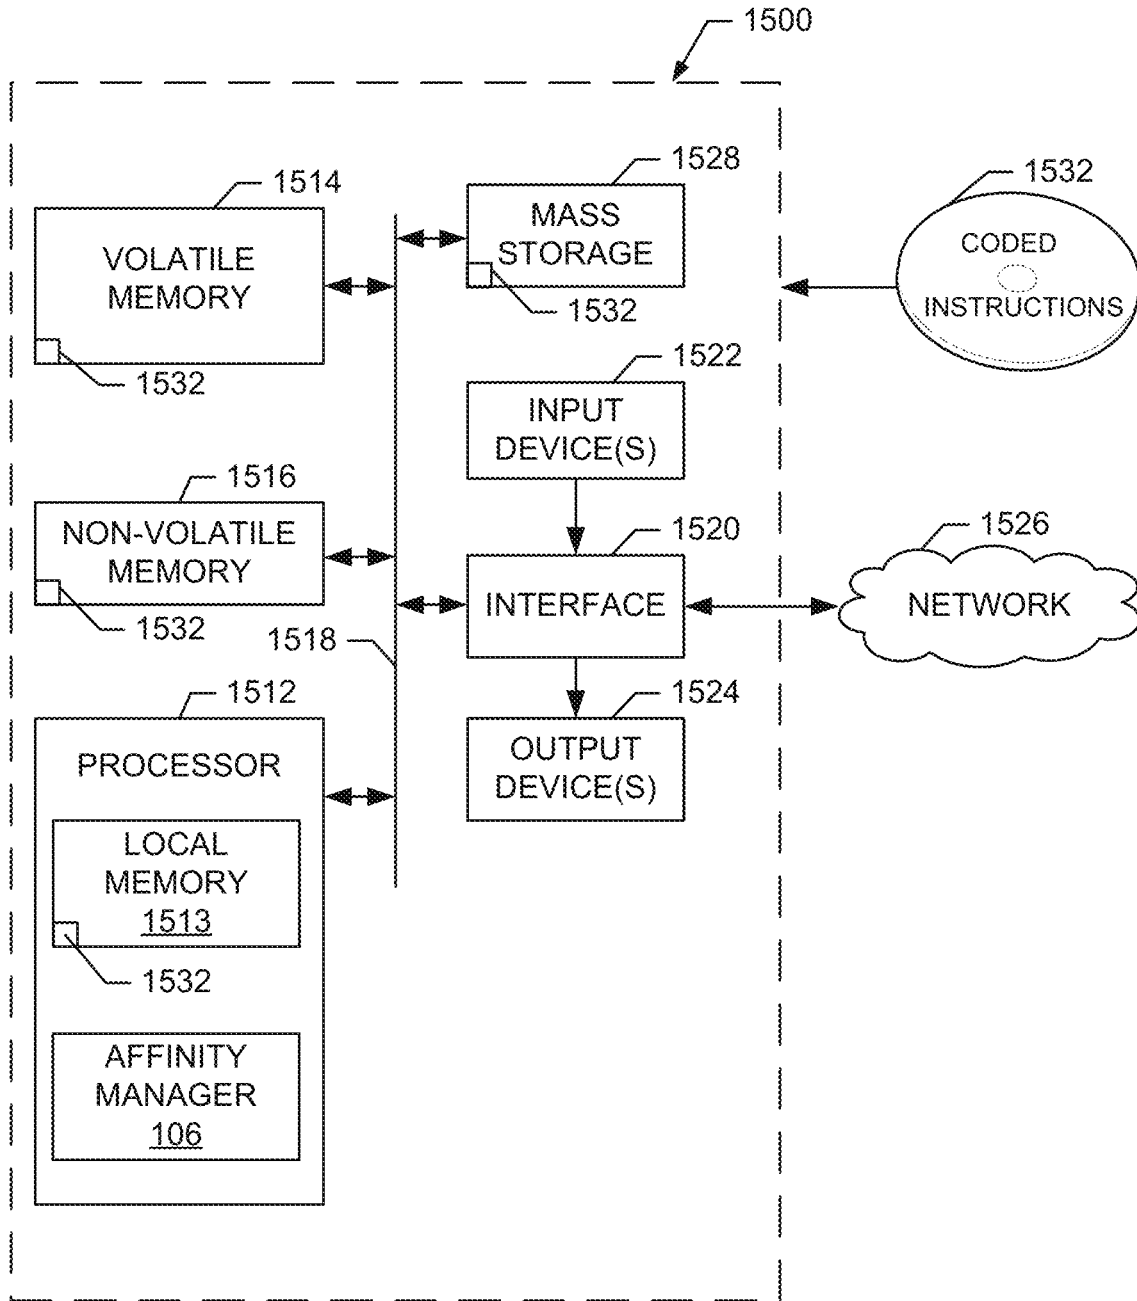 1500
1514
VOLATILE
MEMORY
1532
1528
MASS
STORAGE
1532
1532
CODED
INSTRUCTIONS
1522
INPUT
DEVICE(S)
1516
NON-VOLATILE
MEMORY
1532
1518
1520
INTERFACE
1526
NETWORK
1524
OUTPUT
DEVICE(S)
1512
PROCESSOR
LOCAL
MEMORY
1513
1532
AFFINITY
MANAGER
106